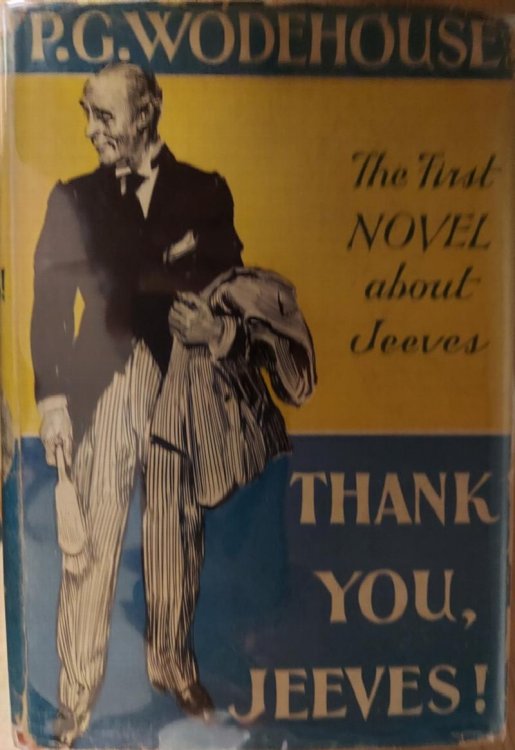 P.G.WODEHOUSE
The First
NOVEL
about
Jeeves
THANK
YOU,
JEEVES!
!